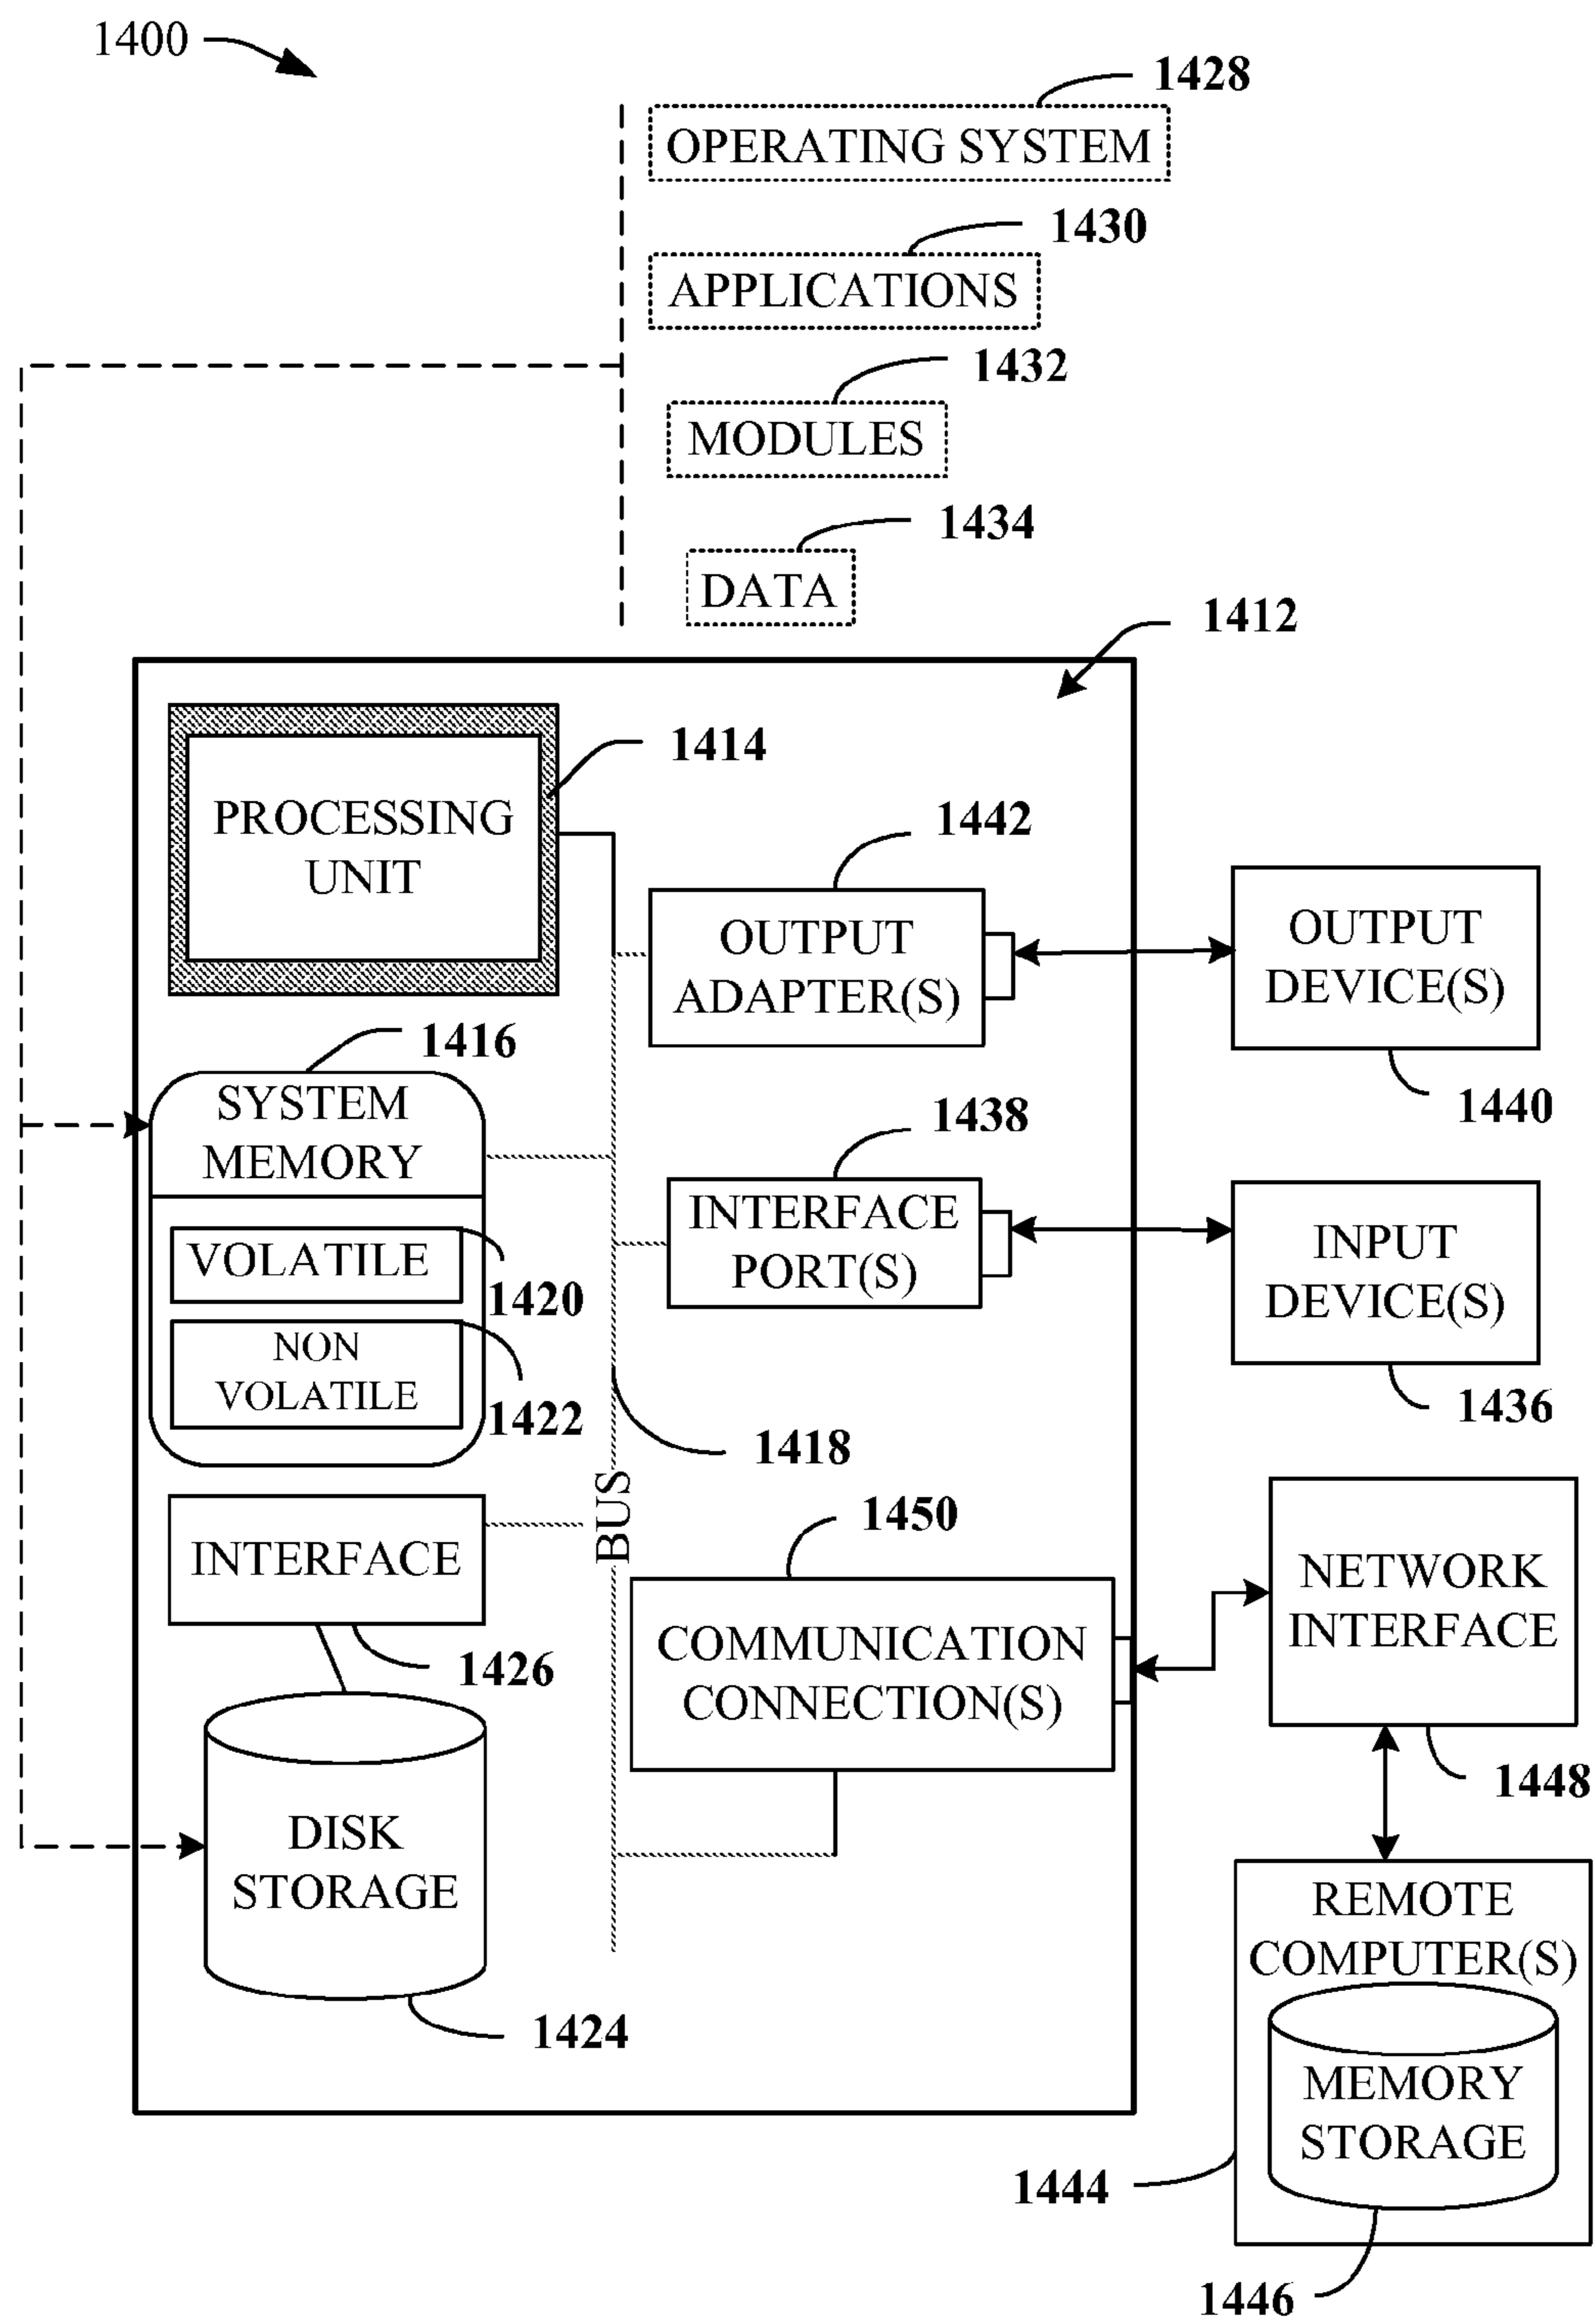 1400
1428
OPERATING SYSTEM
1430
APPLICATIONS
1432
MODULES
1434
DATA
1412
PROCESSING
UNIT
1414
1442
OUTPUT
ADAPTER(S)
OUTPUT
DEVICE(S)
1440
1416
SYSTEM
MEMORY
VOLATILE
1420
NON
VOLATILE
1422
1438
INTERFACE
PORT(S)
INPUT
DEVICE(S)
1436
1418
BUS
INTERFACE
1426
1450
COMMUNICATION
CONNECTION(S)
NETWORK
INTERFACE
1448
DISK
STORAGE
1424
REMOTE
COMPUTER(S)
MEMORY
STORAGE
1444
1446